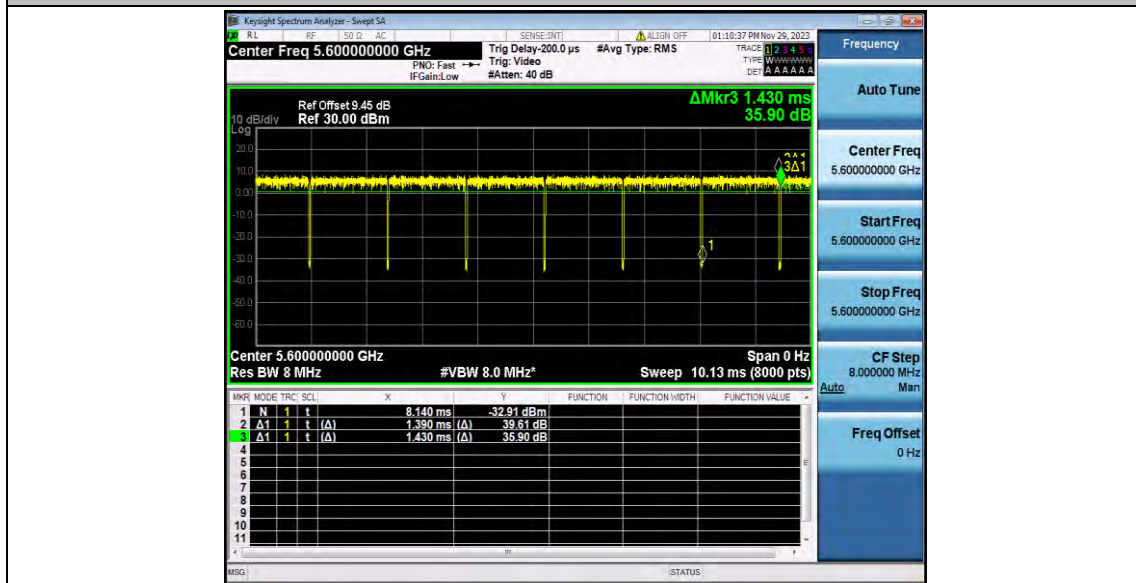 Keysight Spectrum Analyzer - Swept SA
RL RF 50 Ω AC SENSE:INT ALIGN OFF 01:10:37 PM Nov 29, 2023
Center Freq 5.600000000 GHz
PNO: Fast
IFGain:Low
Trig Delay-200.0 µs
Trig: Video
#Atten: 40 dB
#Avg Type: RMS
TRACE 1 2 3 4 5 6
TYPE W
DET A A A A A A
ΔMkr3 1.430 ms
35.90 dB
Ref Offset 9.45 dB
10 dB/div Ref 30.00 dBm
Log
20.0
10.0
0.00
-10.0
-20.0
-30.0
-40.0
-50.0
-60.0
3Δ1
1
Center 5.600000000 GHz Span 0 Hz
Res BW 8 MHz #VBW 8.0 MHz* Sweep 10.13 ms (8000 pts)
MKR MODE TRC SCL X Y FUNCTION FUNCTION WIDTH FUNCTION VALUE
1 N 1 t 8.140 ms -32.91 dBm
2 Δ1 1 t (Δ) 1.390 ms (Δ) 39.61 dB
3 Δ1 1 t (Δ) 1.430 ms (Δ) 35.90 dB
4
5
6
7
8
9
10
11
MSG STATUS
Frequency
Auto Tune
Center Freq
5.600000000 GHz
Start Freq
5.600000000 GHz
Stop Freq
5.600000000 GHz
CF Step
8.000000 MHz
Auto Man
Freq Offset
0 Hz